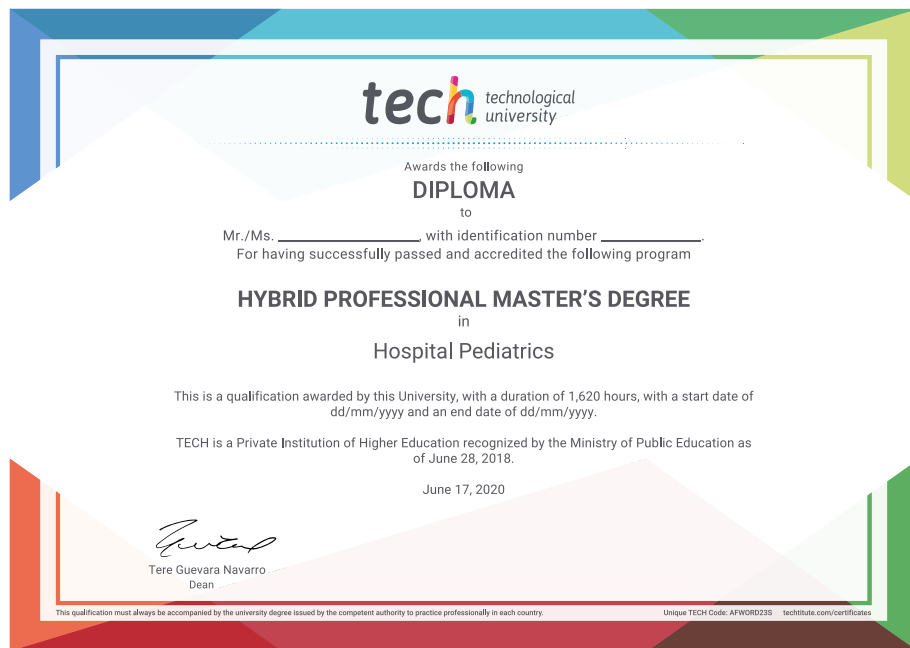 tech technological
university
Awards the following
DIPLOMA
to
Mr./Ms. ____________________, with identification number ______________.
For having successfully passed and accredited the following program
HYBRID PROFESSIONAL MASTER'S DEGREE
in
Hospital Pediatrics
This is a qualification awarded by this University, with a duration of 1,620 hours, with a start date of
dd/mm/yyyy and an end date of dd/mm/yyyy.
TECH is a Private Institution of Higher Education recognized by the Ministry of Public Education as
of June 28, 2018.
June 17, 2020
Tere Guevara Navarro
Dean
This qualification must always be accompanied by the university degree issued by the competent authority to practice professionally in each country. Unique TECH Code: AFWORD23S techtitute.com/certificates